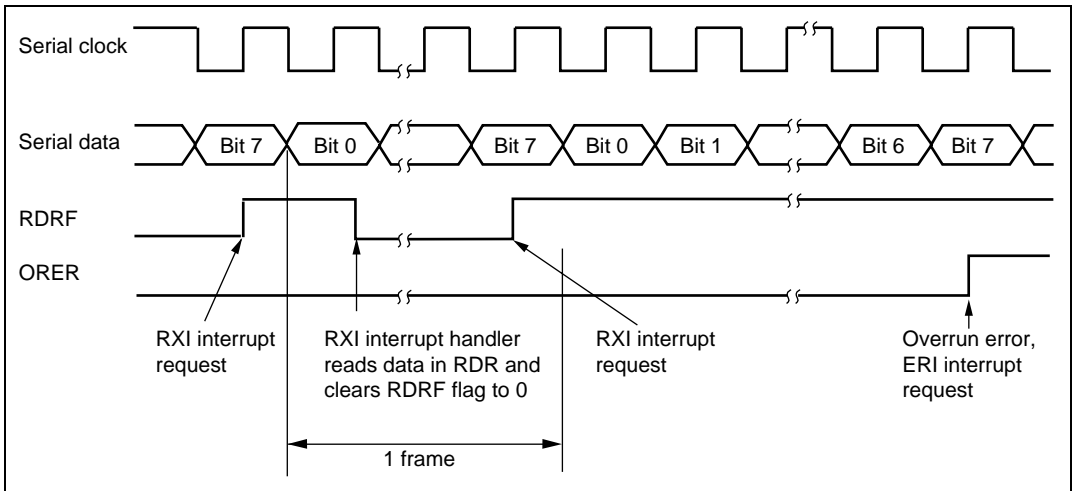 Serial clock
Serial data
Bit 7 Bit 0 Bit 7 Bit 0 Bit 1 Bit 6 Bit 7
RDRF
ORER
RXI interrupt
request
RXI interrupt handler
reads data in RDR and
clears RDRF flag to 0
RXI interrupt
request
Overrun error,
ERI interrupt
request
1 frame